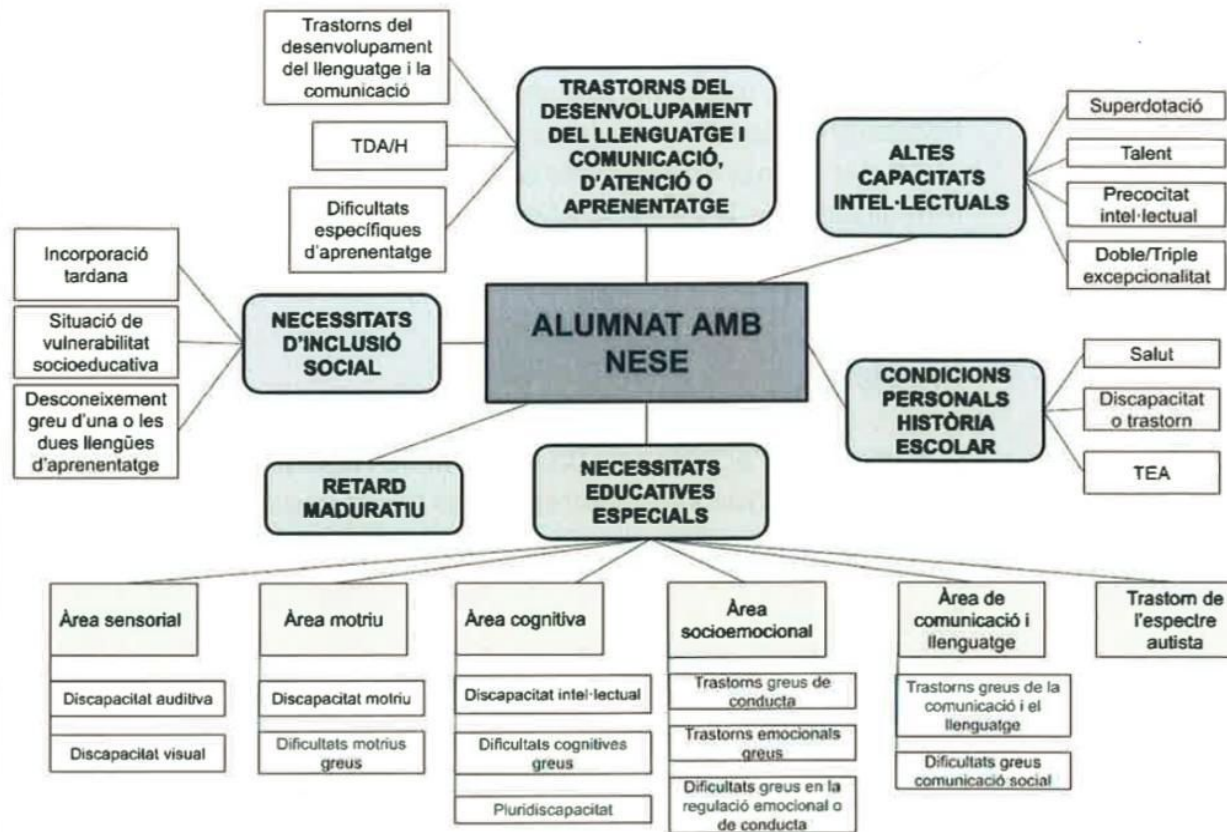 Trastorns del
desenvolupament
del llenguatge i la
comunicació
TDA/H
Dificultats
específiques
d'aprenentatge
TRASTORNS DEL
DESENVOLUPAMENT
DEL LLENGUATGE I
COMUNICACIÓ,
D'ATENCIÓ O
APRENENTATGE
ALTES
CAPACITATS
INTEL·LECTUALS
Superdotació
Talent
Precocitat
intel·lectual
Doble/Triple
excepcionalitat
Incorporació
tardana
Situació de
vulnerabilitat
socioeducativa
Desconeixement
greu d'una o les
dues llengües
d'aprenentatge
NECESSITATS
D'INCLUSIÓ
SOCIAL
ALUMNAT AMB
NESE
CONDICIONS
PERSONALS
HISTÒRIA
ESCOLAR
Salut
Discapacitat
o trastorn
TEA
RETARD
MADURATIU
NECESSITATS
EDUCATIVES
ESPECIALS
Àrea sensorial
Discapacitat auditiva
Discapacitat visual
Àrea motriu
Discapacitat motriu
Dificultats motrius
greus
Àrea cognitiva
Discapacitat intel·lectual
Dificultats cognitives
greus
Pluridiscapacitat
Àrea
socioemocional
Trastorns greus de
conducta
Trastorns emocionals
greus
Dificultats greus en la
regulació emocional o
de conducta
Àrea de
comunicació i
llenguatge
Trastorns greus de la
comunicació i el
llenguatge
Dificultats greus
comunicació social
Trastorn de
l'espectre
autista